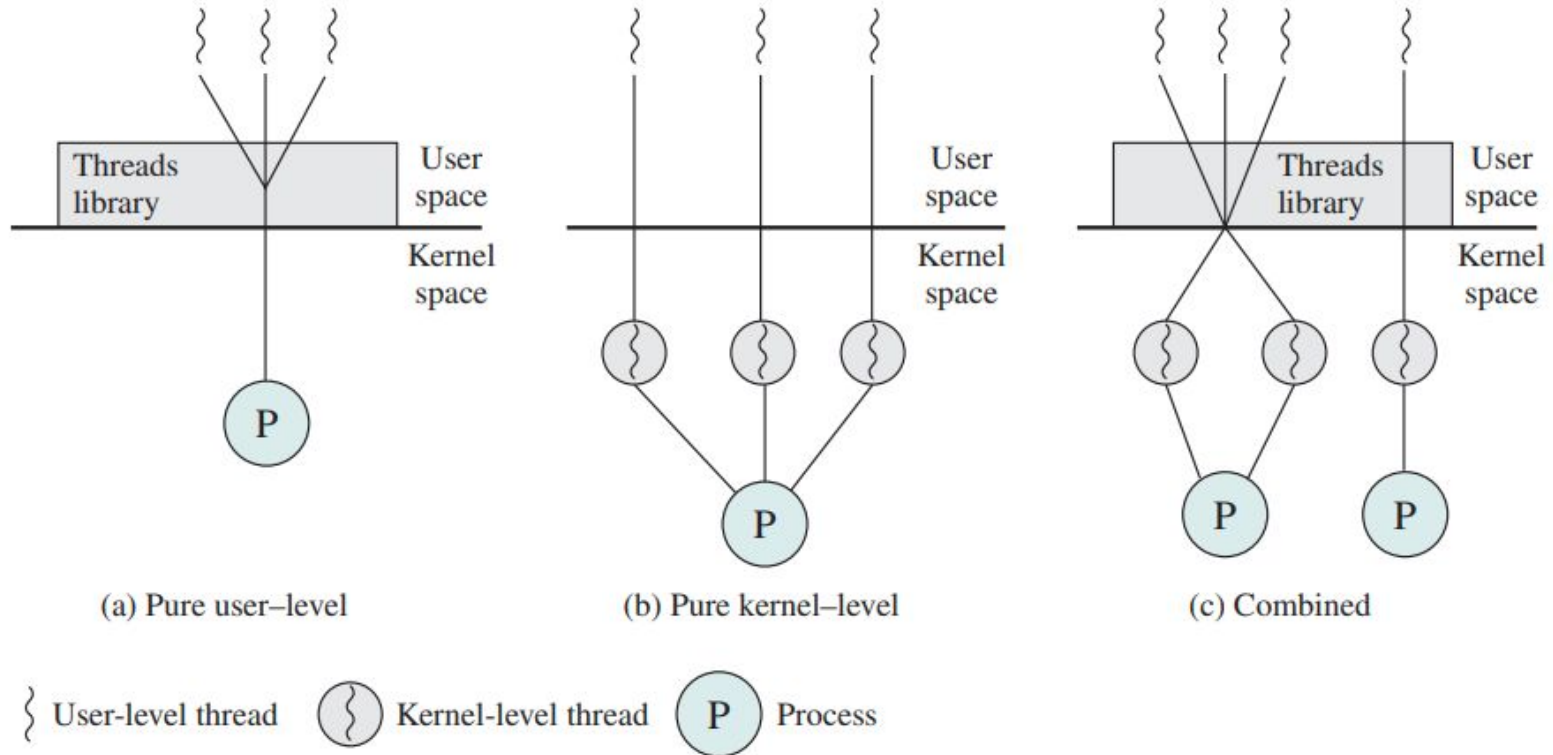 Threads
library
User
space
Kernel
space
P
(a) Pure user–level
User
space
Kernel
space
P
(b) Pure kernel–level
Threads
library
User
space
Kernel
space
P
P
(c) Combined
User-level thread
Kernel-level thread
P
Process